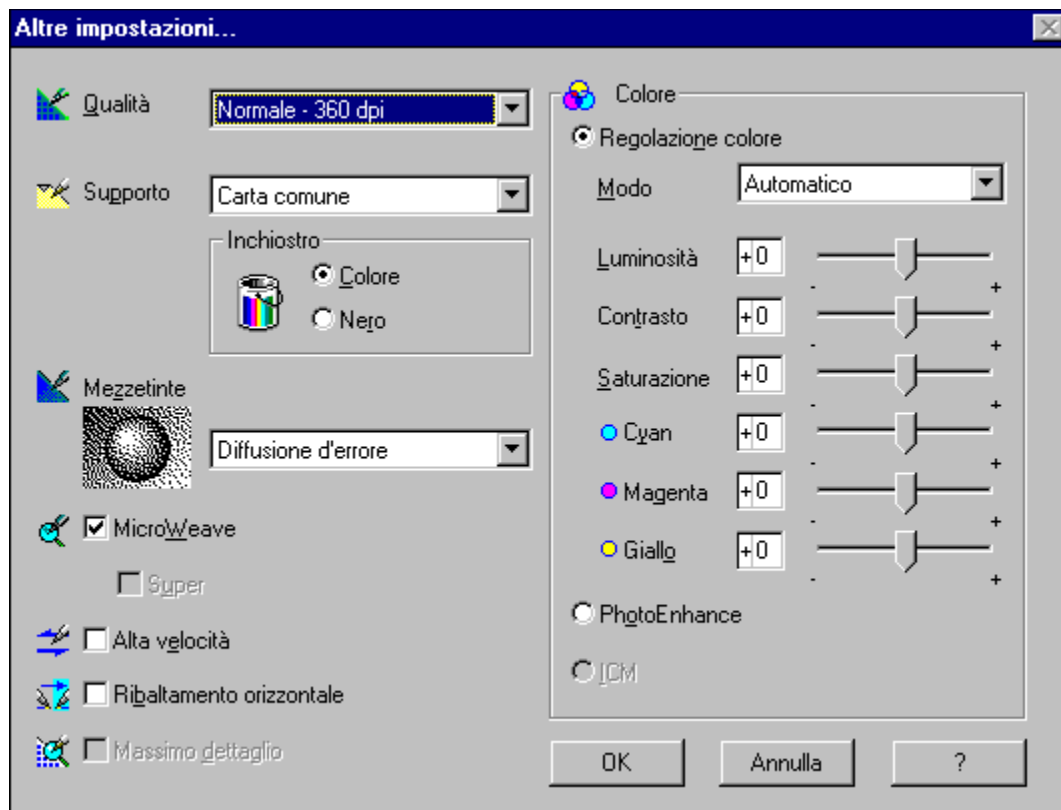 Altre impostazioni...
Qualità
Normale - 360 dpi
Supporto
Carta comune
Inchiostro
Colore
Nero
Mezzetinte
Diffusione d'errore
MicroWeave
Super
Alta velocità
Ribaltamento orizzontale
Massimo dettaglio
Colore
Regolazione colore
Modo
Automatico
Luminosità +0
- +
Contrasto +0
- +
Saturazione +0
- +
Cyan +0
- +
Magenta +0
- +
Giallo +0
- +
PhotoEnhance
ICM
OK
Annulla
?